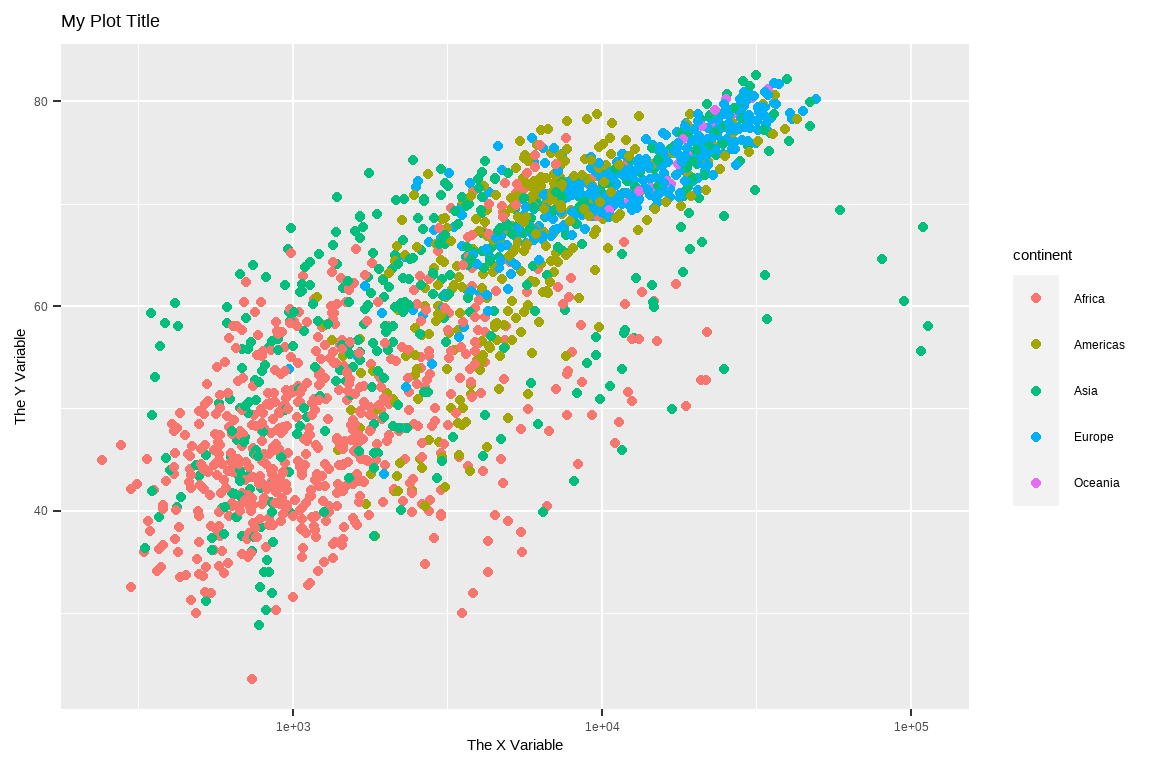 My Plot Title
The Y Variable
80
60
40
1e+03
1e+04
1e+05
The X Variable
continent
Africa
Americas
Asia
Europe
Oceania